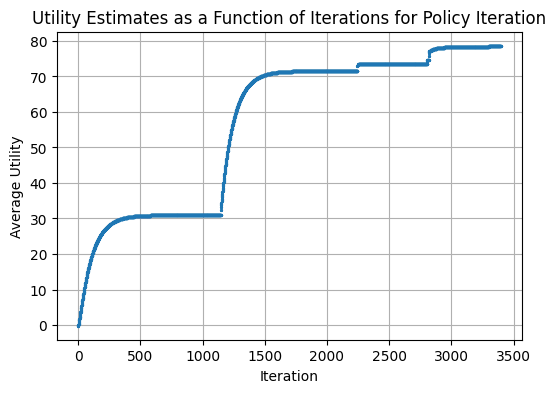 Utility Estimates as a Function of Iterations for Policy Iteration
80
70
60
50
40
30
20
10
0
Average Utility
0 500 1000 1500 2000 2500 3000 3500
Iteration